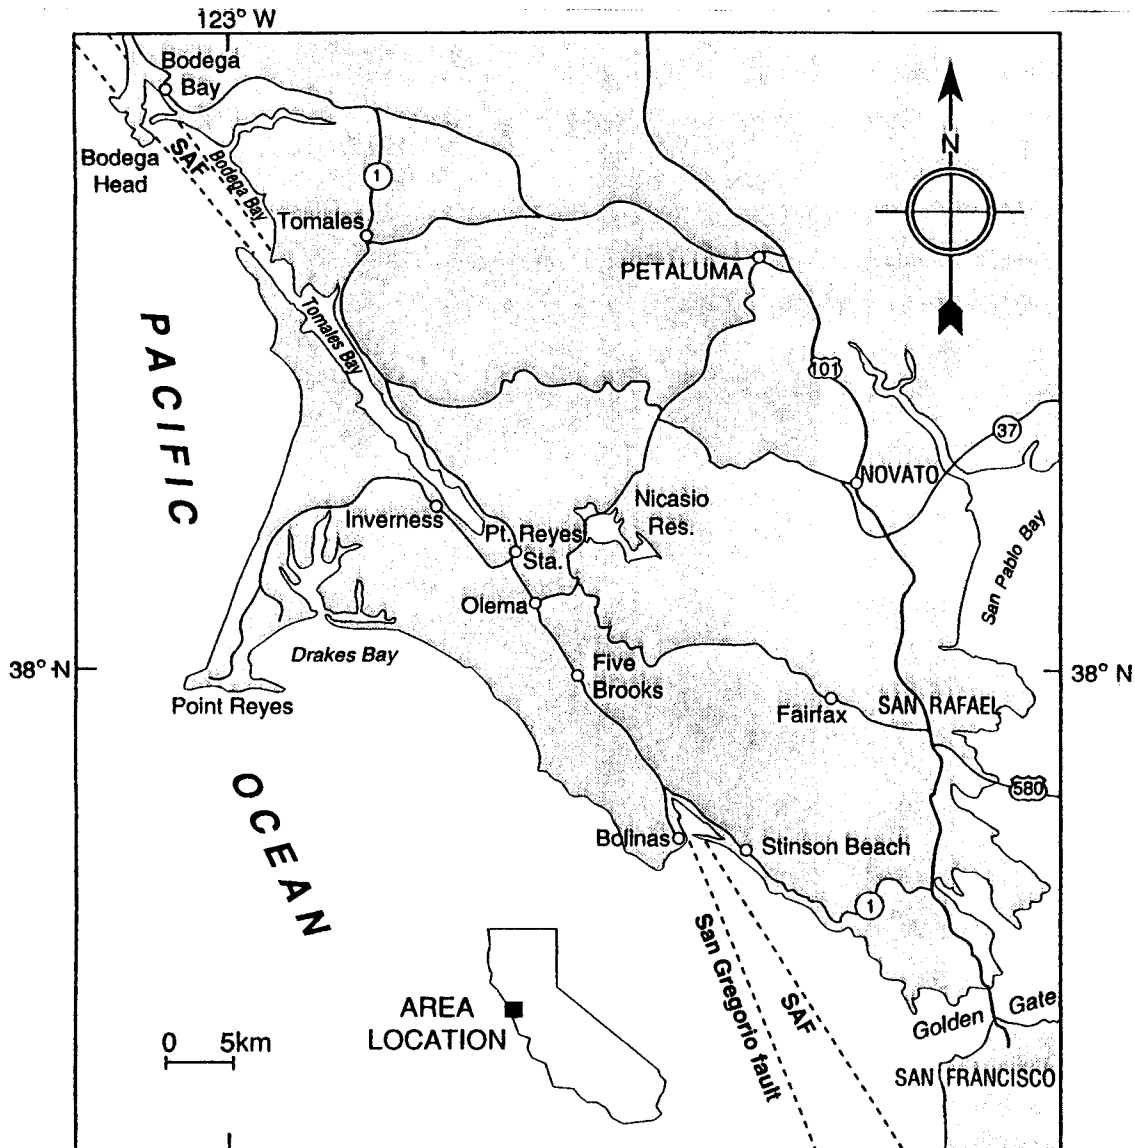 123° W
Bodega
Bay
Bodega
Head
SAF
Bodega Bay
1
Tomales
N
PETALUMA
PACIFIC
Tomales Bay
101
37
NOVATO
Nicasio
Res.
Inverness
Pt. Reyes
Sta.
San Pablo Bay
Olema
Drakes Bay
38° N
38° N
Five
Brooks
Point Reyes
Fairfax
SAN RAFAEL
580
OCEAN
Bolinas
Stinson Beach
1
San Gregorio fault
SAF
AREA
LOCATION
0 5km
Golden Gate
SAN FRANCISCO